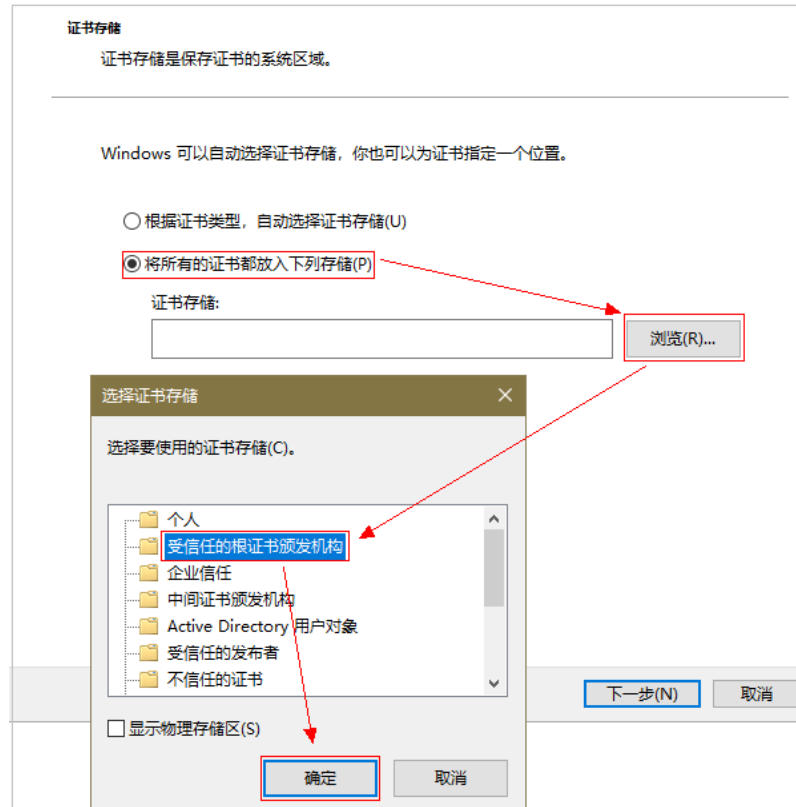 证书存储
证书存储是保存证书的系统区域。
Windows 可以自动选择证书存储，你也可以为证书指定一个位置。
根据证书类型，自动选择证书存储(U)
将所有的证书都放入下列存储(P)
证书存储:
浏览(R)...
选择证书存储
选择要使用的证书存储(C)。
个人
受信任的根证书颁发机构
企业信任
中间证书颁发机构
Active Directory 用户对象
受信任的发布者
不信任的证书
显示物理存储区(S)
确定 取消
下一步(N) 取消